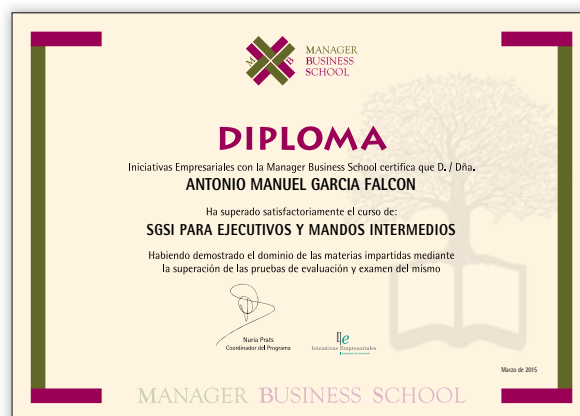 M B
MANAGER
BUSINESS
SCHOOL
DIPLOMA
Iniciativas Empresariales con la Manager Business School certifica que D. / Dña.
ANTONIO MANUEL GARCIA FALCON
Ha superado satisfactoriamente el curso de:
SGSI PARA EJECUTIVOS Y MANDOS INTERMEDIOS
Habiendo demostrado el dominio de las materias impartidas mediante
la superación de las pruebas de evaluación y examen del mismo
Nuria Prats
Coordinador del Programa
Ie
Iniciativas Empresariales
Marzo de 2015
MANAGER BUSINESS SCHOOL